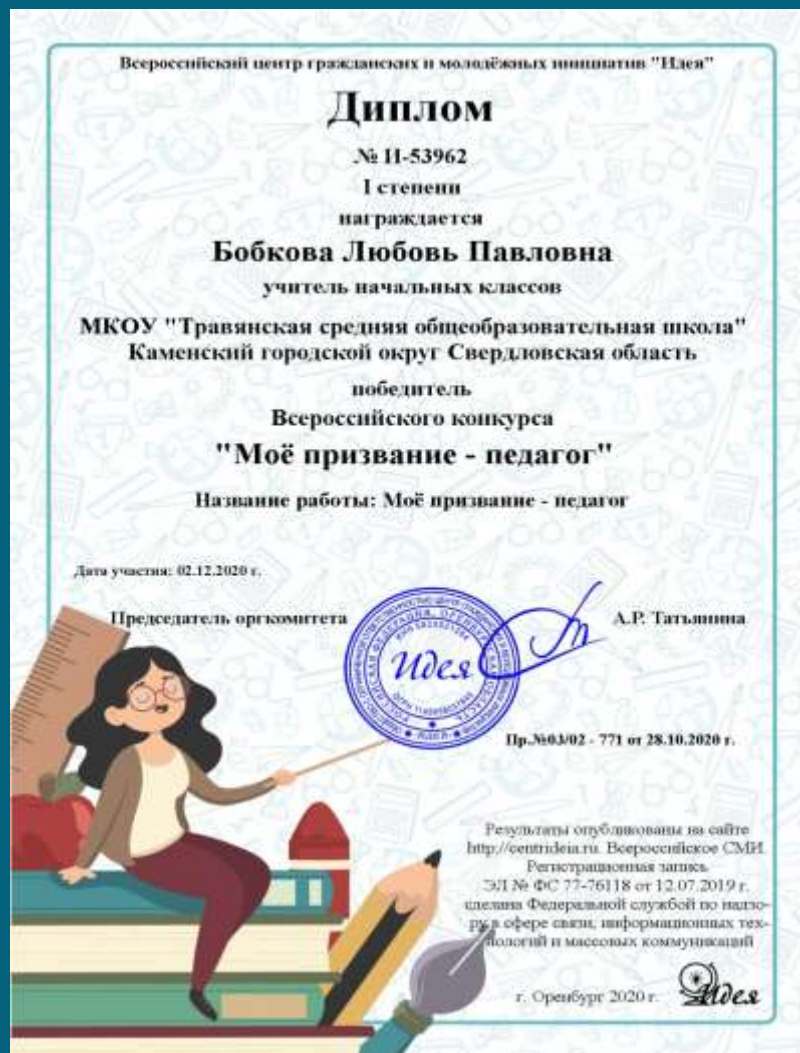 Всероссийский центр гражданских и молодёжных инициатив "Идея"
Диплом
№ И-53962
I степени
награждается
Бобкова Любовь Павловна
учитель начальных классов
МКОУ "Травянская средняя общеобразовательная школа"
Каменский городской округ Свердловская область
победитель
Всероссийского конкурса
"Моё призвание - педагог"
Название работы: Моё призвание - педагог
Дата участия: 02.12.2020 г.
Председатель оргкомитета
Идея
А.Р. Татьянина
Пр.№03/02 - 771 от 28.10.2020 г.
Результаты опубликованы на сайте
http://centrideia.ru. Всероссийское СМИ.
Регистрационная запись
ЭЛ № ФС 77-76118 от 12.07.2019 г.
сделана Федеральной службой по надзо-
ру в сфере связи, информационных тех-
нологий и массовых коммуникаций
г. Оренбург 2020 г.
Идея